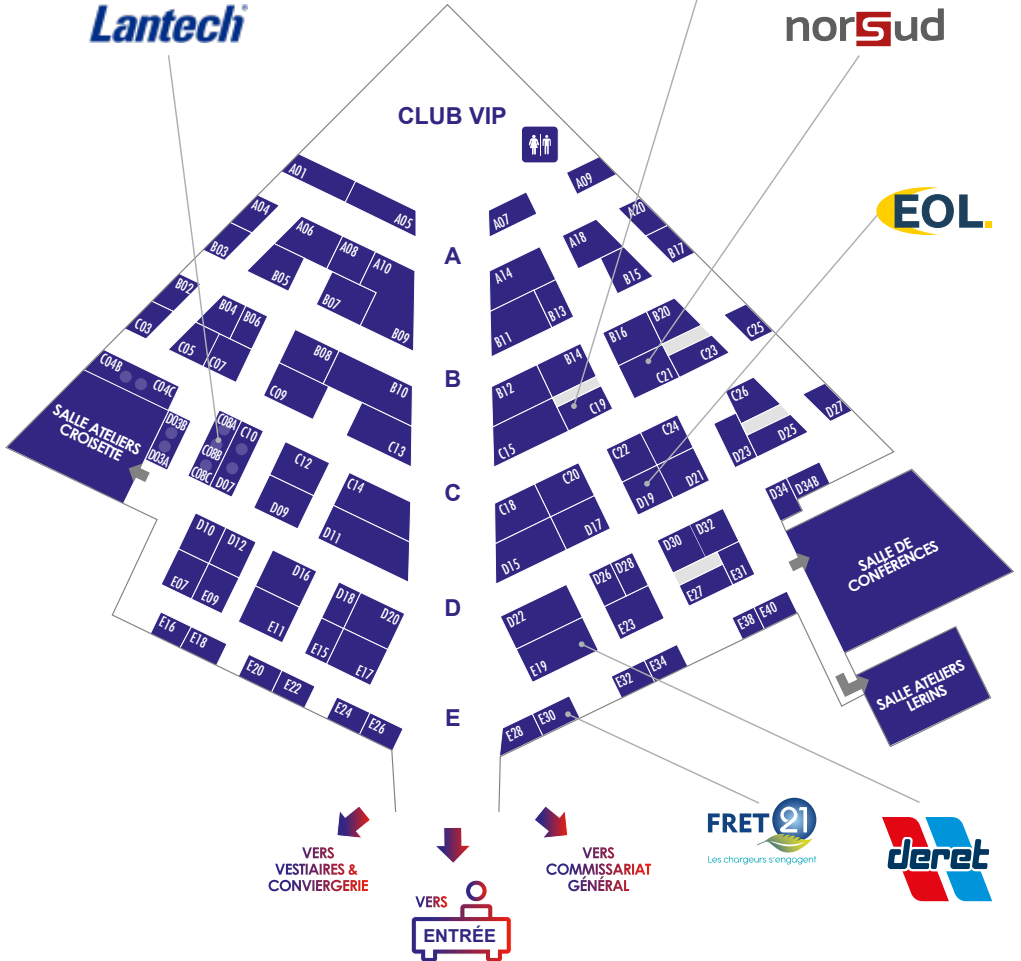 Lantech
norsud
CLUB VIP
A01
A05
A09
A07
EOL.
A04
B03
A06
A08
A10
B05
B07
B09
A
A18
A20
B17
B15
A14
B13
B11
B02
C03
B04
B06
C05
C07
B08
C09
B10
C13
B
B12
B14
C19
C15
B16
B20
C21
C23
C25
C04B
C04C
SALLE ATELIERS
CROISETTE
D03B
D03A
C08A
C10
C08B
C08C
D07
C12
D09
C14
D11
C
C18
C20
D17
D15
C22
C24
D19
D21
C26
D23
D25
D27
D34
D34B
SALLE DE
CONFÉRENCES
D10
D12
E07
E09
D16
E11
D18
D20
E15
E17
D
D22
E19
D26
D28
E23
D30
D32
E27
E31
E38
E40
SALLE ATELIERS
LERINS
E16
E18
E20
E22
E24
E26
E
E28
E30
E32
E34
VERS
VESTIAIRES &
CONVIERGERIE
VERS
COMMISSARIAT
GÉNÉRAL
VERS
ENTRÉE
FRET21
Les chargeurs s'engagent
deret